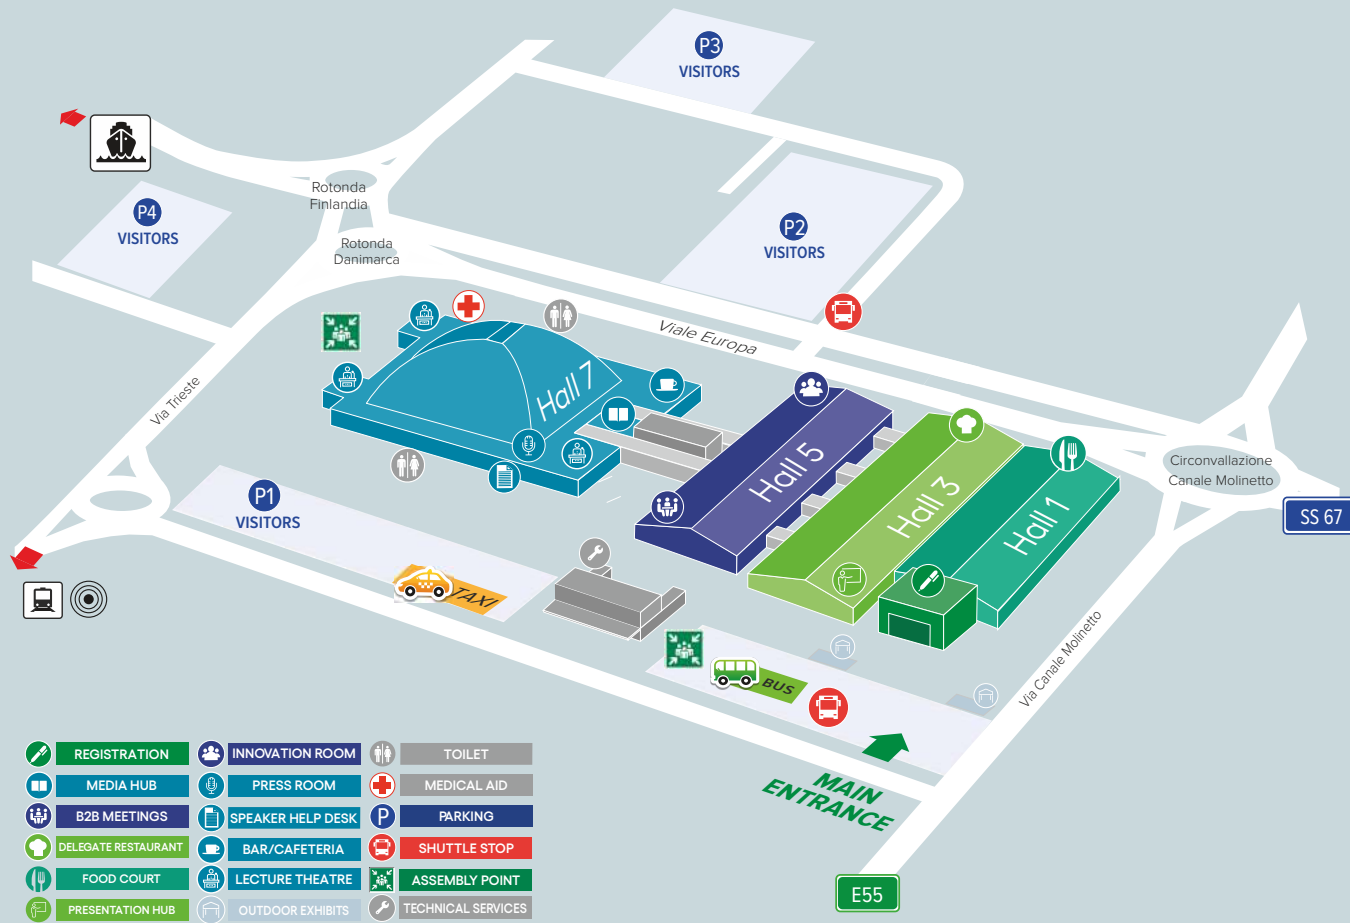 P3
VISITORS
Rotonda
Finlandia
P4
VISITORS
P2
VISITORS
Rotonda
Danimarca
Viale Europa
Hall 7
Via Trieste
Hall 5
Hall 3
Hall 1
Circonvallazione
Canale Molinetto
SS 67
P1
VISITORS
TAXI
BUS
Via Canale Molinetto
MAIN
ENTRANCE
E55
REGISTRATION
MEDIA HUB
B2B MEETINGS
DELEGATE RESTAURANT
FOOD COURT
PRESENTATION HUB
INNOVATION ROOM
PRESS ROOM
SPEAKER HELP DESK
BAR/CAFETERIA
LECTURE THEATRE
OUTDOOR EXHIBITS
TOILET
MEDICAL AID
P PARKING
SHUTTLE STOP
ASSEMBLY POINT
TECHNICAL SERVICES